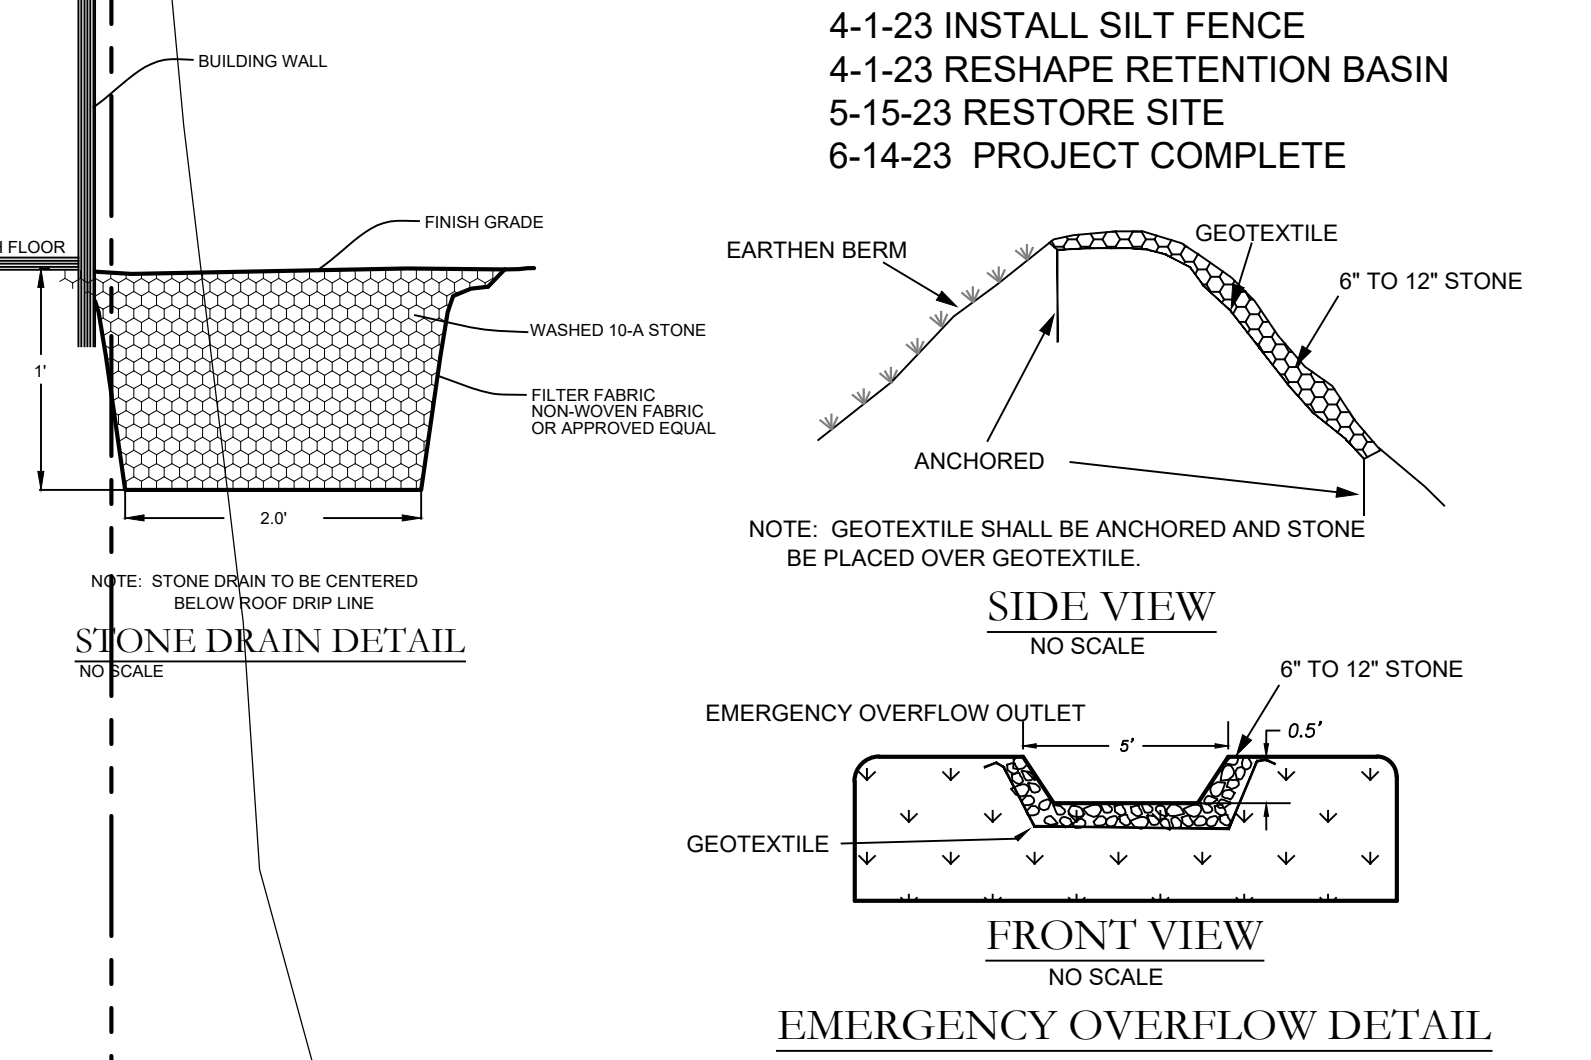 4-1-23 INSTALL SILT FENCE
4-1-23 RESHAPE RETENTION BASIN
5-15-23 RESTORE SITE
6-14-23 PROJECT COMPLETE
BUILDING WALL
FINISH GRADE
H FLOOR
WASHED 10-A STONE
1'
FILTER FABRIC
NON-WOVEN FABRIC
OR APPROVED EQUAL
2.0'
NOTE: STONE DRAIN TO BE CENTERED
BELOW ROOF DRIP LINE
STONE DRAIN DETAIL
NO SCALE
EARTHEN BERM
GEOTEXTILE
6" TO 12" STONE
ANCHORED
NOTE: GEOTEXTILE SHALL BE ANCHORED AND STONE
BE PLACED OVER GEOTEXTILE.
SIDE VIEW
NO SCALE
6" TO 12" STONE
EMERGENCY OVERFLOW OUTLET
0.5'
5'
GEOTEXTILE
FRONT VIEW
NO SCALE
EMERGENCY OVERFLOW DETAIL